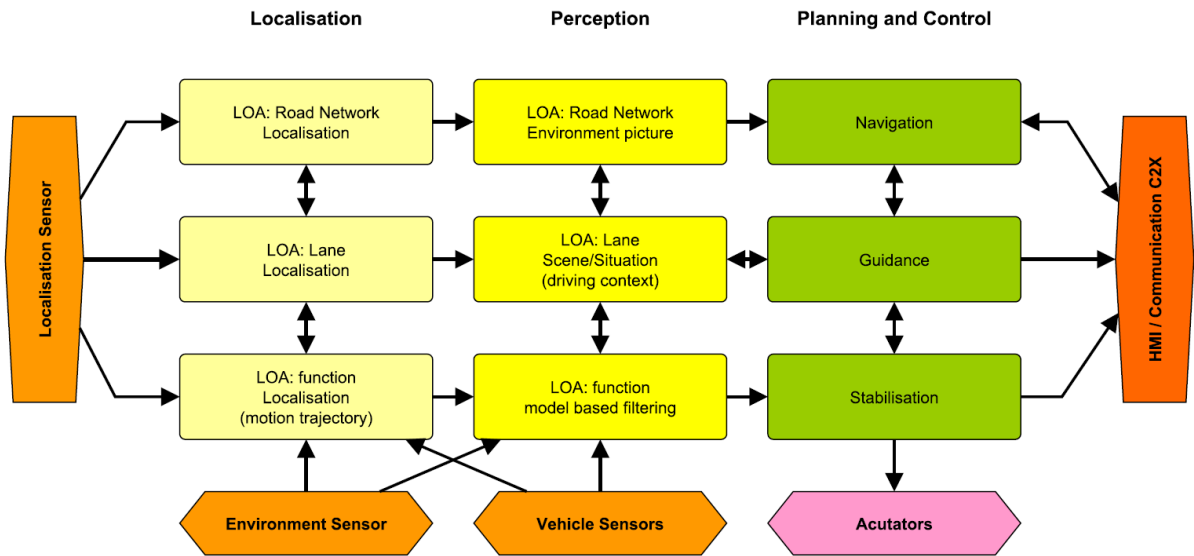 Localisation
Perception
Planning and Control
LOA: Road Network
Localisation
LOA: Road Network
Environment picture
Navigation
Localisation Sensor
LOA: Lane
Localisation
LOA: Lane
Scene/Situation
(driving context)
Guidance
HMI / Communication C2X
LOA: function
Localisation
(motion trajectory)
LOA: function
model based filtering
Stabilisation
Environment Sensor
Vehicle Sensors
Acutators